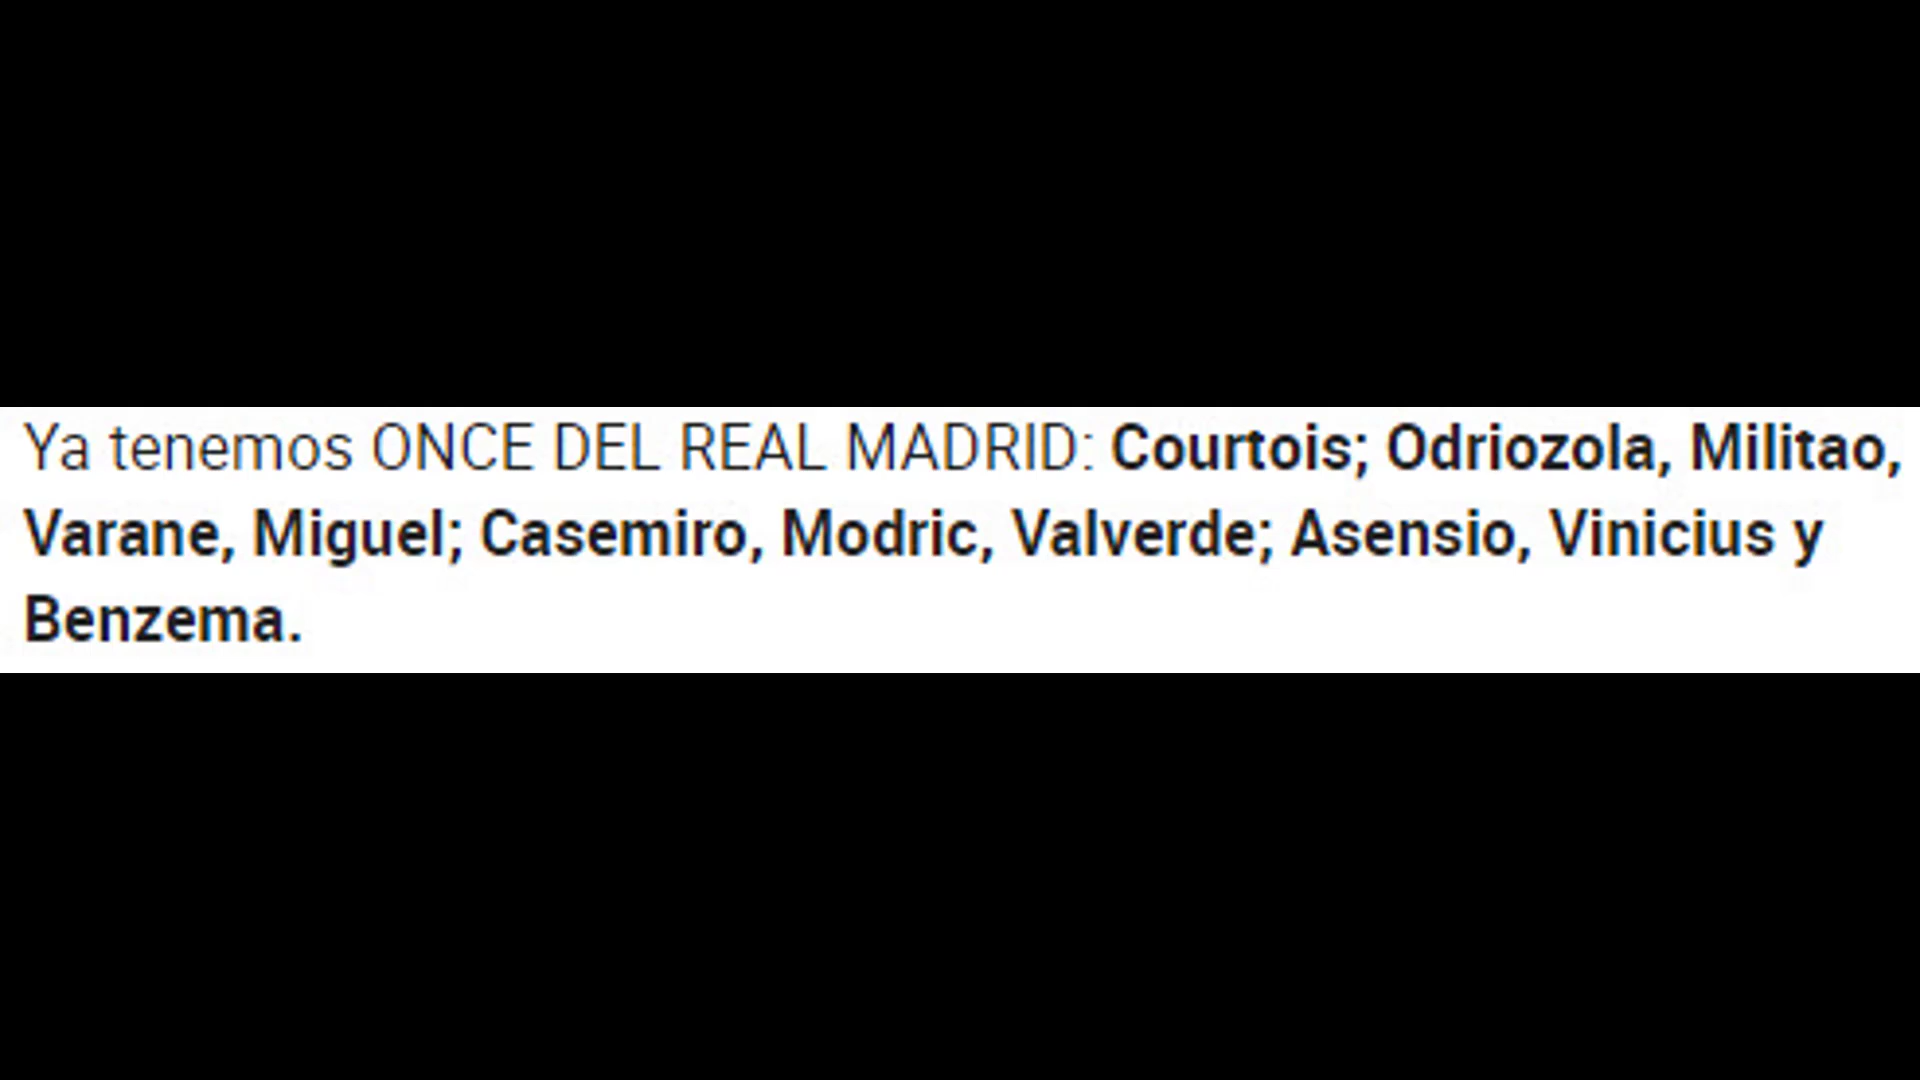 Ya tenemos ONCE DEL REAL MADRID: Courtois; Odriozola, Militao,
Varane, Miguel; Casemiro, Modric, Valverde; Asensio, Vinicius y
Benzema.